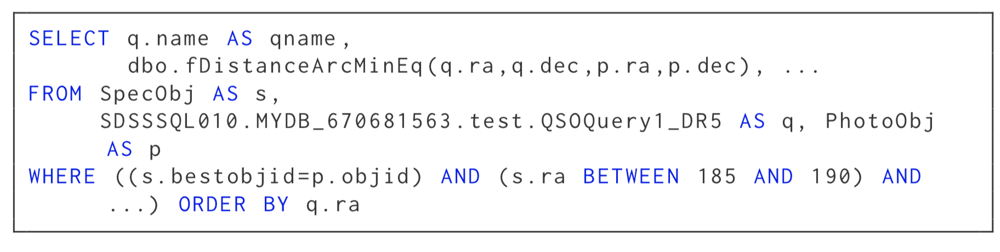 SELECT q.name AS qname,
dbo.fDistanceArcMinEq(q.ra,q.dec,p.ra,p.dec), ...
FROM SpecObj AS s,
SDSSSQL010.MYDB_670681563.test.QSOQuery1_DR5 AS q, PhotoObj
AS p
WHERE ((s.bestobjid=p.objid) AND (s.ra BETWEEN 185 AND 190) AND
...) ORDER BY q.ra